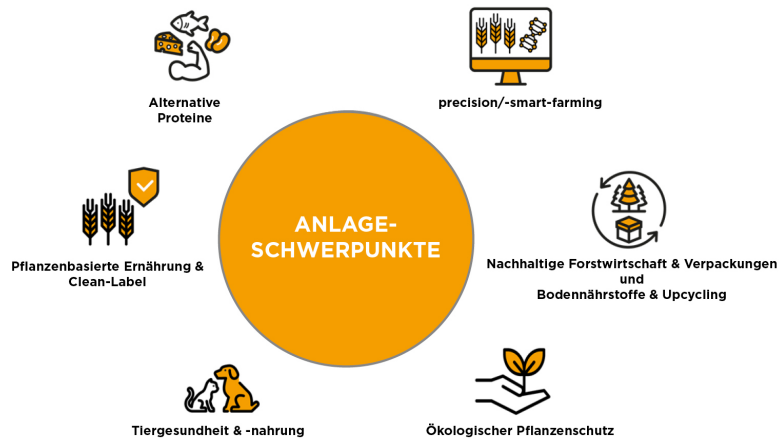 Alternative
Proteine
precision/-smart-farming
ANLAGE-
SCHWERPUNKTE
Pflanzenbasierte Ernährung &
Clean-Label
Nachhaltige Forstwirtschaft & Verpackungen
und
Bodennährstoffe & Upcycling
Tiergesundheit & -nahrung
Ökologischer Pflanzenschutz